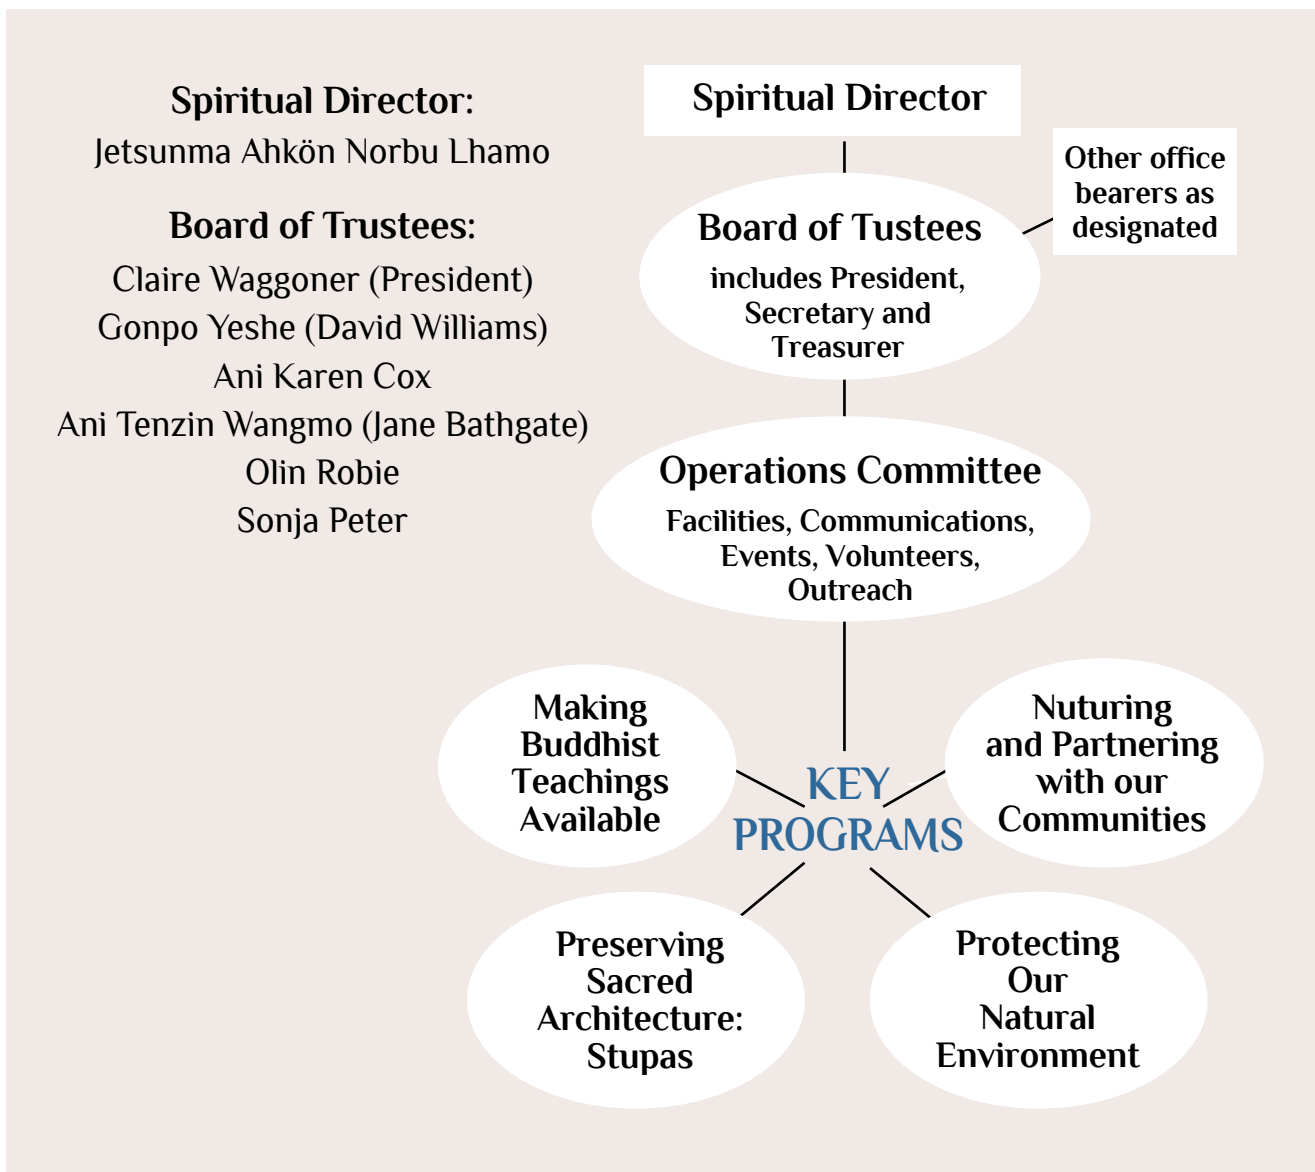 Spiritual Director:
Jetsunma Ahkön Norbu Lhamo
Board of Trustees:
Claire Waggoner (President)
Gonpo Yeshe (David Williams)
Ani Karen Cox
Ani Tenzin Wangmo (Jane Bathgate)
Olin Robie
Sonja Peter
Spiritual Director
Other office
bearers as
designated
Board of Tustees
includes President,
Secretary and
Treasurer
Operations Committee
Facilities, Communications,
Events, Volunteers,
Outreach
KEY
PROGRAMS
Making
Buddhist
Teachings
Available
Nuturing
and Partnering
with our
Communities
Preserving
Sacred
Architecture:
Stupas
Protecting
Our
Natural
Environment